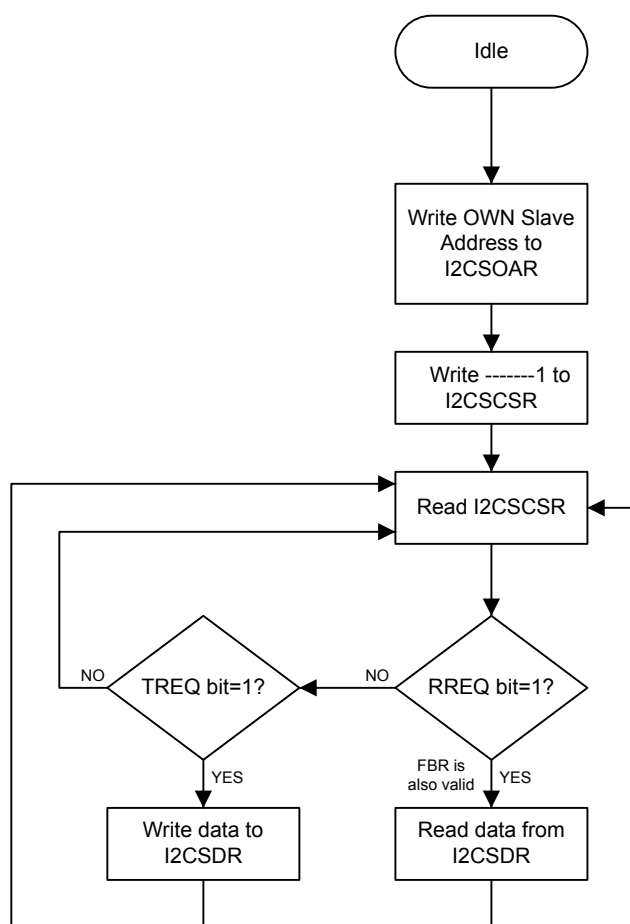 Idle
Write OWN Slave
Address to
I2CSOAR
Write -------1 to
I2CSCSR
Read I2CSCSR
NO
TREQ bit=1?
NO
RREQ bit=1?
YES
FBR is
also valid
YES
Write data to
I2CSDR
Read data from
I2CSDR